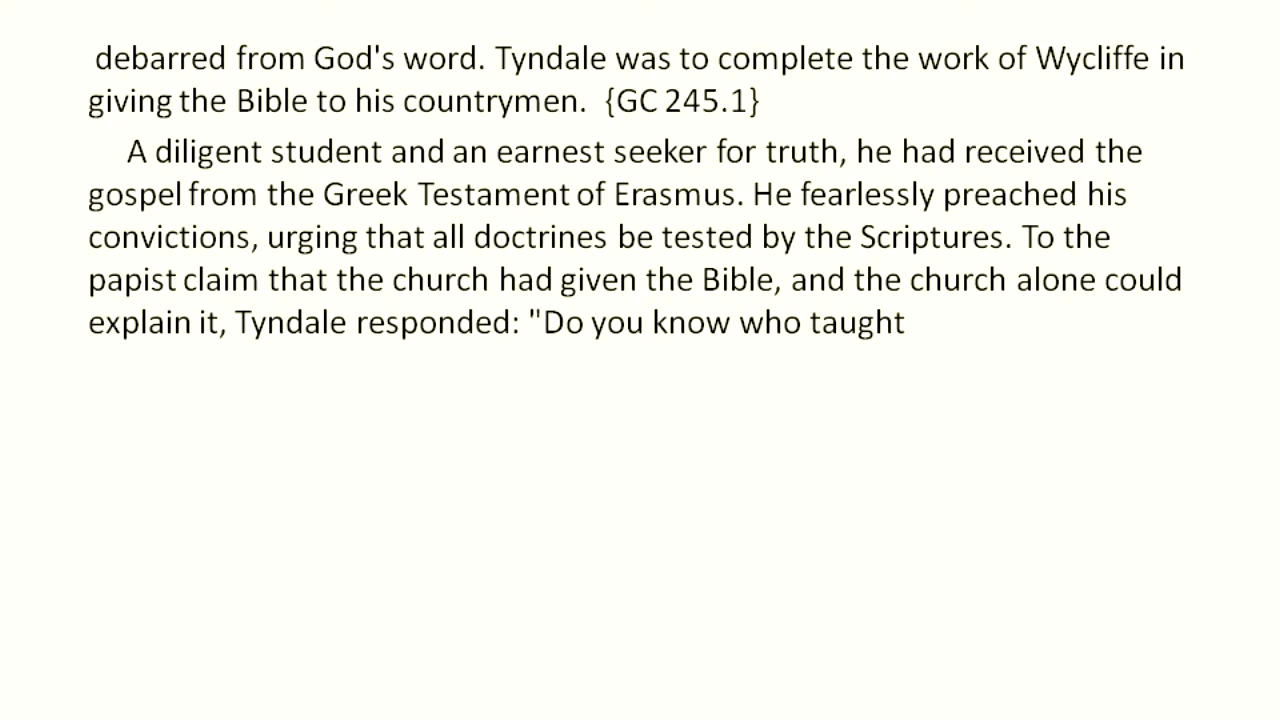 debarred from God's word. Tyndale was to complete the work of Wycliffe in
giving the Bible to his countrymen. {GC 245.1}
A diligent student and an earnest seeker for truth, he had received the
gospel from the Greek Testament of Erasmus. He fearlessly preached his
convictions, urging that all doctrines be tested by the Scriptures. To the
papist claim that the church had given the Bible, and the church alone could
explain it, Tyndale responded: "Do you know who taught